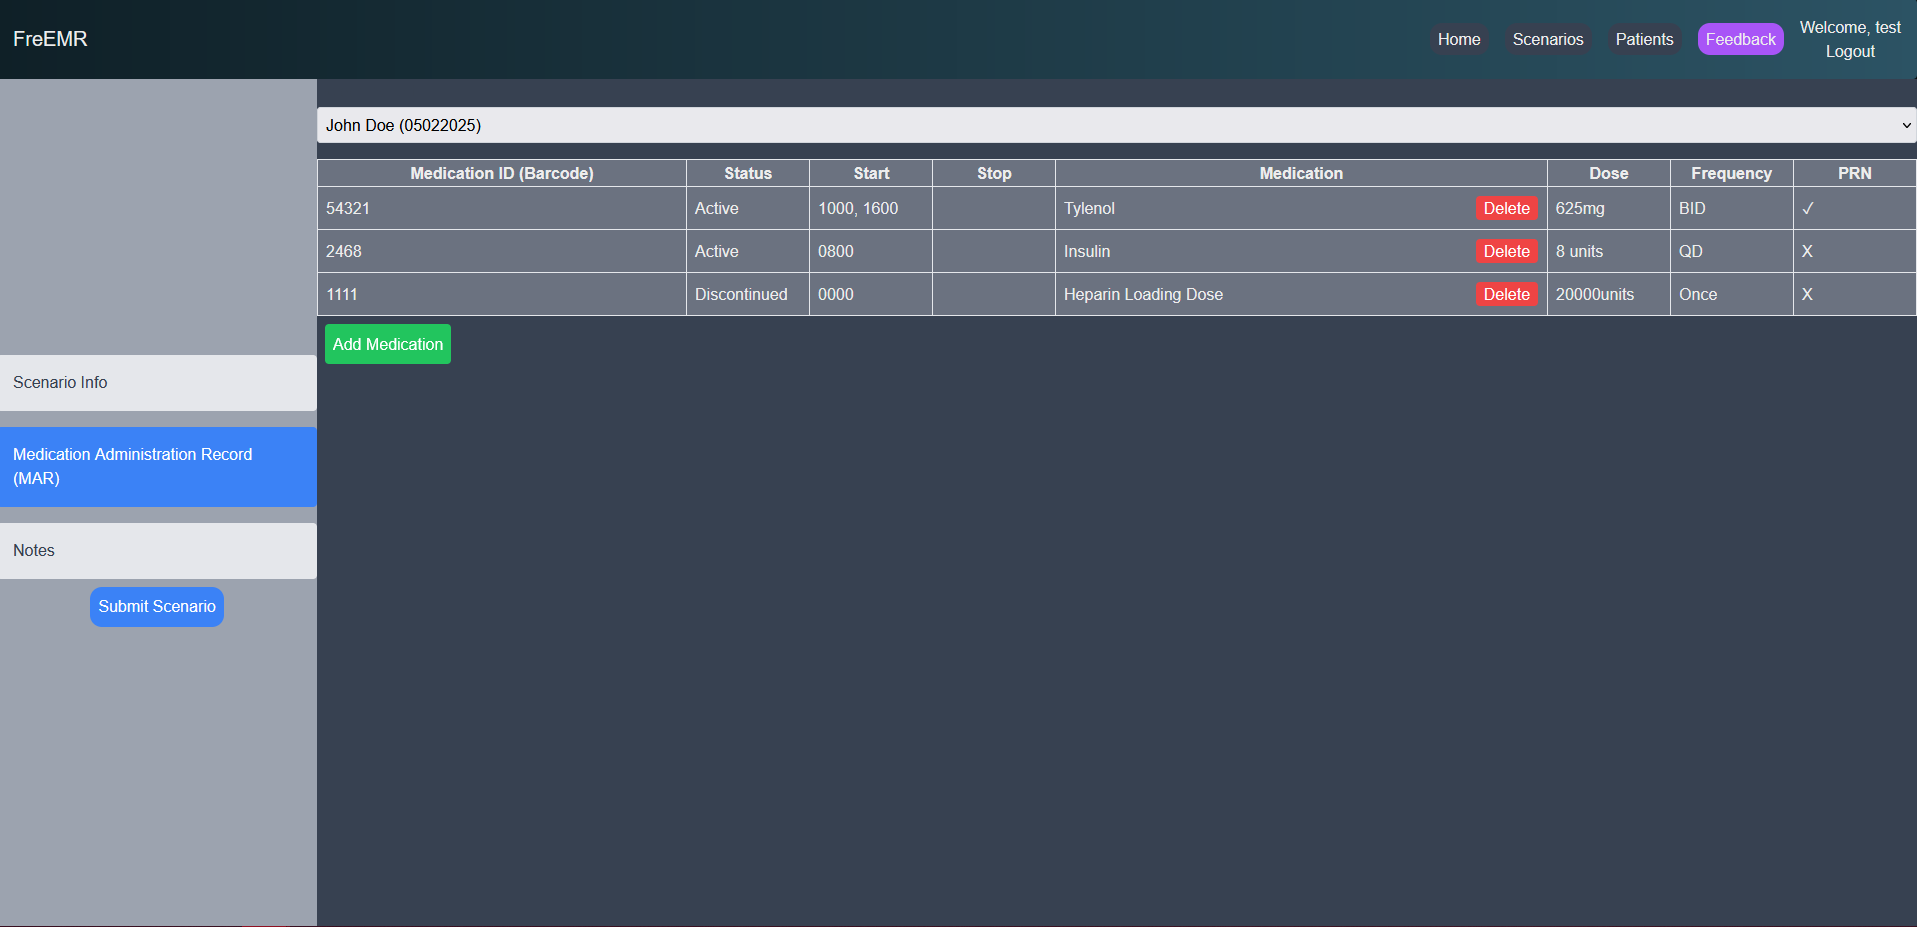 FreEMR
Home Scenarios Patients Feedback Welcome, test
Logout
John Doe (05022025)
Medication ID (Barcode) Status Start Stop Medication Dose Frequency PRN
54321 Active 1000, 1600 Tylenol Delete 625mg BID ✓
2468 Active 0800 Insulin Delete 8 units QD X
1111 Discontinued 0000 Heparin Loading Dose Delete 20000units Once X
Add Medication
Scenario Info
Medication Administration Record
(MAR)
Notes
Submit Scenario